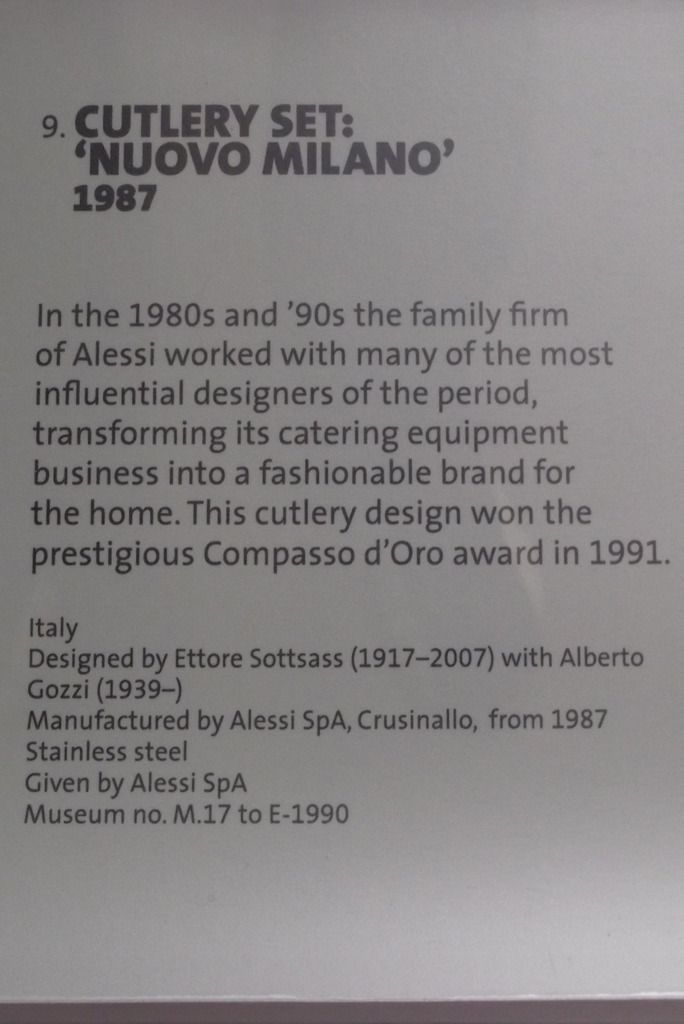 9. CUTLERY SET:
‘NUOVO MILANO’
1987
In the 1980s and ’90s the family firm
of Alessi worked with many of the most
influential designers of the period,
transforming its catering equipment
business into a fashionable brand for
the home. This cutlery design won the
prestigious Compasso d’Oro award in 1991.
Italy
Designed by Ettore Sottsass (1917–2007) with Alberto
Gozzi (1939–)
Manufactured by Alessi SpA, Crusinallo, from 1987
Stainless steel
Given by Alessi SpA
Museum no. M.17 to E-1990